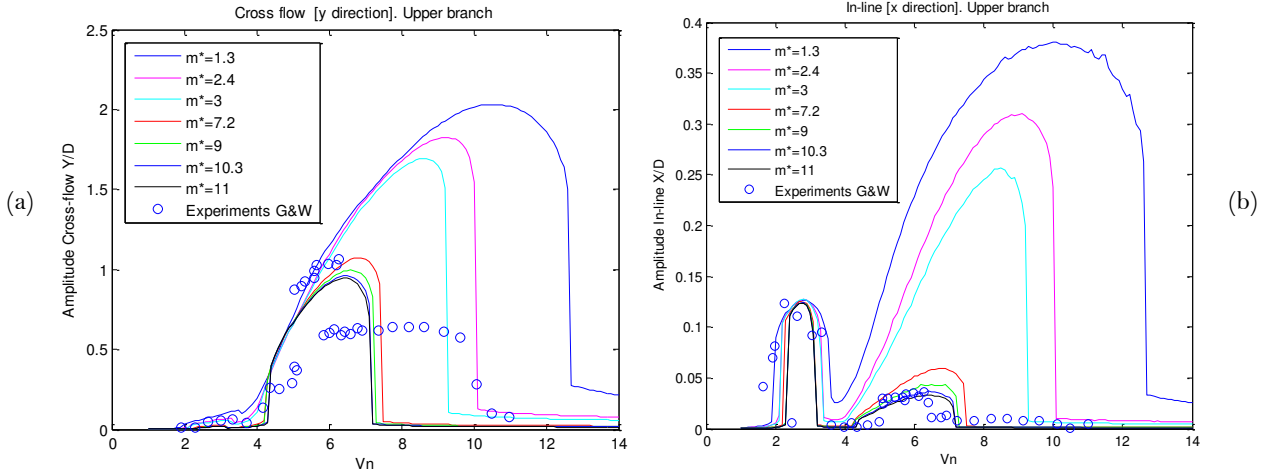 Cross flow [y direction]. Upper branch
(a)
Amplitude Cross-flow Y/D
2.5
2
1.5
1
0.5
0
m*=1.3
m*=2.4
m*=3
m*=7.2
m*=9
m*=10.3
m*=11
Experiments G&W
0 2 4 6 8 10 12 14
Vn
In-line [x direction]. Upper branch
(b)
Amplitude In-line X/D
0.4
0.35
0.3
0.25
0.2
0.15
0.1
0.05
0
m*=1.3
m*=2.4
m*=3
m*=7.2
m*=9
m*=10.3
m*=11
Experiments G&W
0 2 4 6 8 10 12 14
Vn